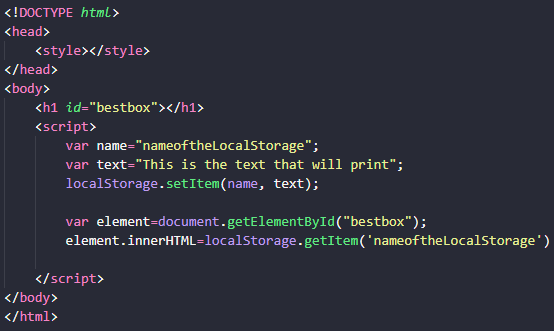 <!DOCTYPE html>
<head>
    <style></style>
</head>
<body>
    <h1 id="bestbox"></h1>
    <script>
        var name="nameoftheLocalStorage";
        var text="This is the text that will print";
        localStorage.setItem(name, text);

        var element=document.getElementById("bestbox");
        element.innerHTML=localStorage.getItem('nameoftheLocalStorage')

    </script>
</body>
</html>